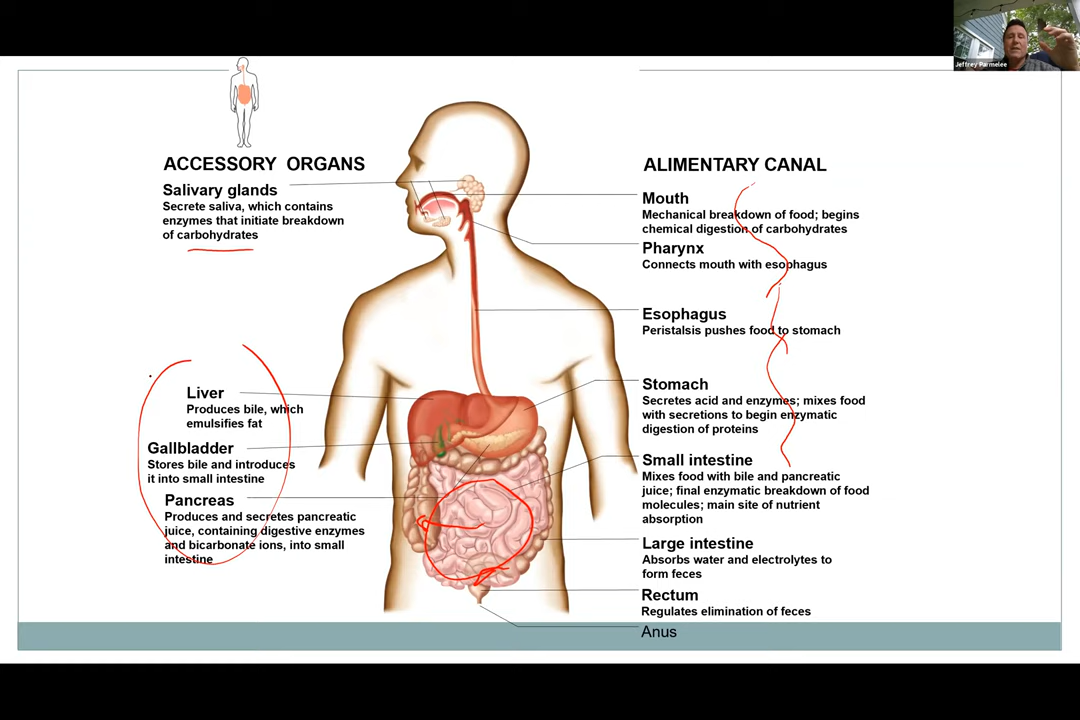 Jeffrey Parmelee
ACCESSORY ORGANS
Salivary glands
Secrete saliva, which contains
enzymes that initiate breakdown
of carbohydrates
Liver
Produces bile, which
emulsifies fat
Gallbladder
Stores bile and introduces
it into small intestine
Pancreas
Produces and secretes pancreatic
juice, containing digestive enzymes
and bicarbonate ions, into small
intestine
ALIMENTARY CANAL
Mouth
Mechanical breakdown of food; begins
chemical digestion of carbohydrates
Pharynx
Connects mouth with esophagus
Esophagus
Peristalsis pushes food to stomach
Stomach
Secretes acid and enzymes; mixes food
with secretions to begin enzymatic
digestion of proteins
Small intestine
Mixes food with bile and pancreatic
juice; final enzymatic breakdown of food
molecules; main site of nutrient
absorption
Large intestine
Absorbs water and electrolytes to
form feces
Rectum
Regulates elimination of feces
Anus